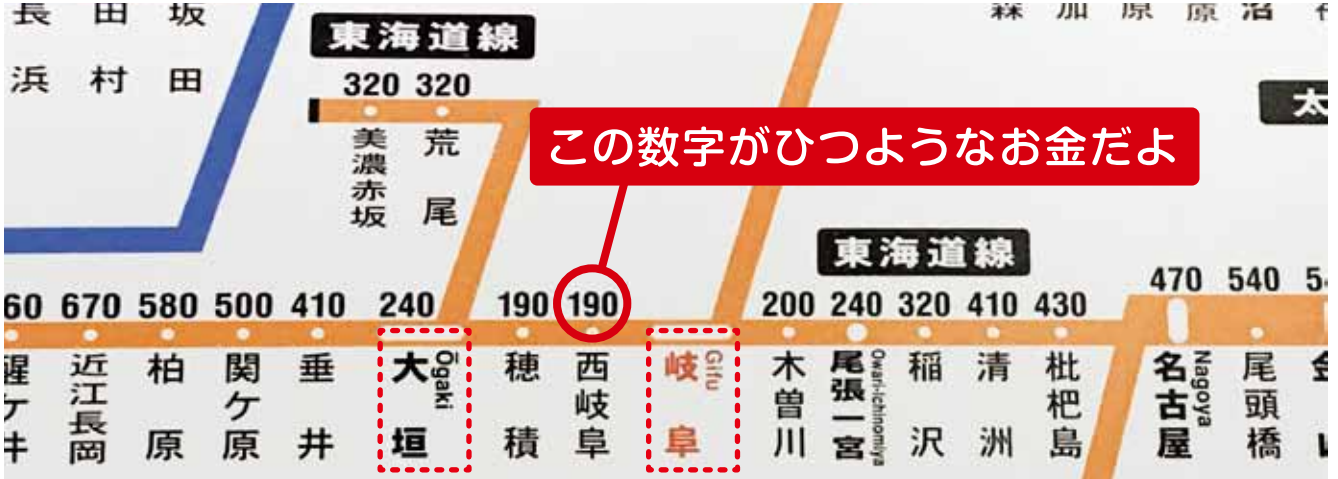 長浜
田村
坂田
東海道線
320 320
美濃赤坂
荒尾
この数字がひつようなお金だよ
東海道線
60 670 580 500 410 240 190 190 200 240 320 410 430 470 540
近江長岡
柏原
関ケ原
垂井
大垣 Ōgaki
穂積
西岐阜
岐阜 Gifu
木曽川
尾張一宮 Owari-Ichinomiya
稲沢
清洲
枇杷島
名古屋 Nagoya
尾頭橋